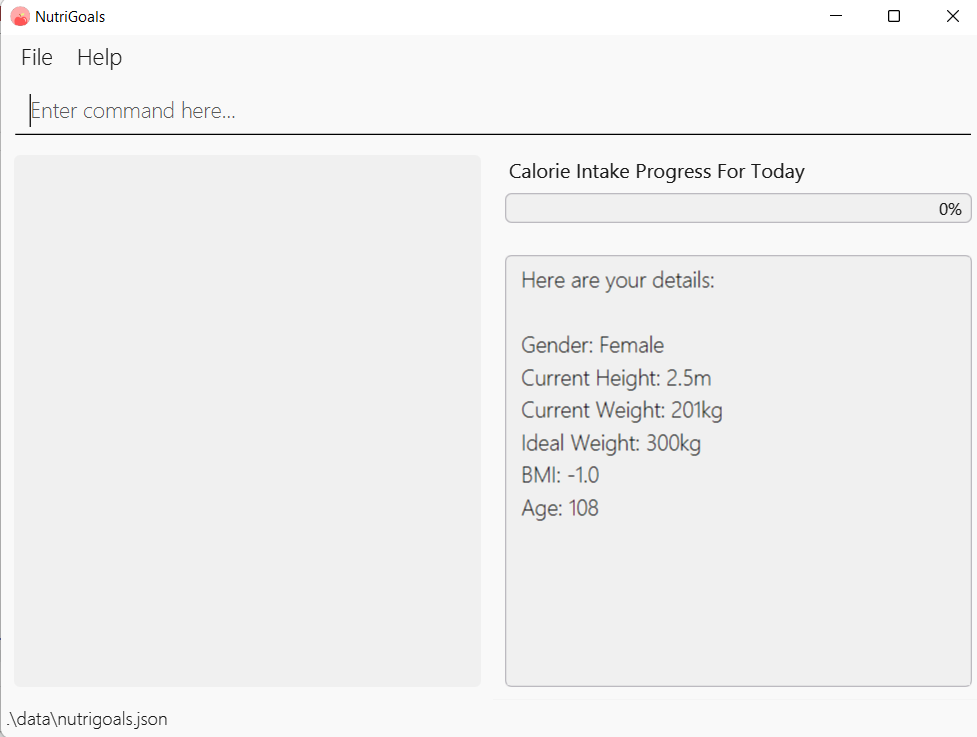 NutriGoals
File Help
Enter command here...
Calorie Intake Progress For Today
0%
Here are your details:
Gender: Female
Current Height: 2.5m
Current Weight: 201kg
Ideal Weight: 300kg
BMI: -1.0
Age: 108
.\data\nutrigoals.json